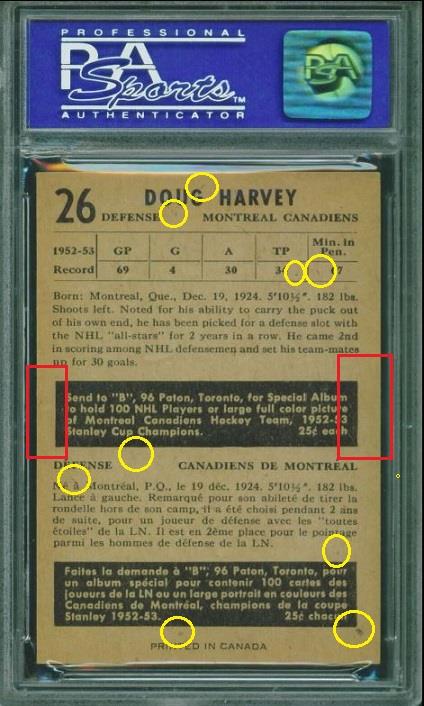 PROFESSIONAL
PSA
Sports™
AUTHENTICATOR
PSA
26 DOUG HARVEY
DEFENSE MONTREAL CANADIENS
1952-53 GP G A TP Min. in Pen.
Record 69 4 30 34 67
Born: Montreal, Que., Dec. 19, 1924. 5'10½". 182 lbs.
Shoots left. Noted for his ability to carry the puck out
of his own end, he has been picked for a defense slot with
the NHL "all-stars" for 2 years in a row. He came 2nd
in scoring among NHL defensemen and set his team-mates
up for 30 goals.
Send to "B", 96 Paton, Toronto, for Special Album
to hold 100 NHL Players or large full color picture
of Montreal Canadiens Hockey Team, 1952-53
Stanley Cup Champions. 25¢ each
DEFENSE CANADIENS DE MONTREAL
Né à Montréal, P.Q., le 19 déc. 1924. 5'10½". 182 lbs.
Lance à gauche. Remarqué pour son abileté de tirer la
rondelle hors de son camp, il a été choisi pendant 2 ans
de suite, pour un joueur de défense avec les "toutes
étoiles" de la LN. Il est en 2ème place pour le pointage
parmi les hommes de défense de la LN.
Faites la demande à "B", 96 Paton, Toronto, pour
un album spécial pour contenir 100 cartes des
joueurs de la LN ou un large portrait en couleurs des
Canadiens de Montréal, champions de la coupe
Stanley 1952-53. 25¢ chacun
PRINTED IN CANADA